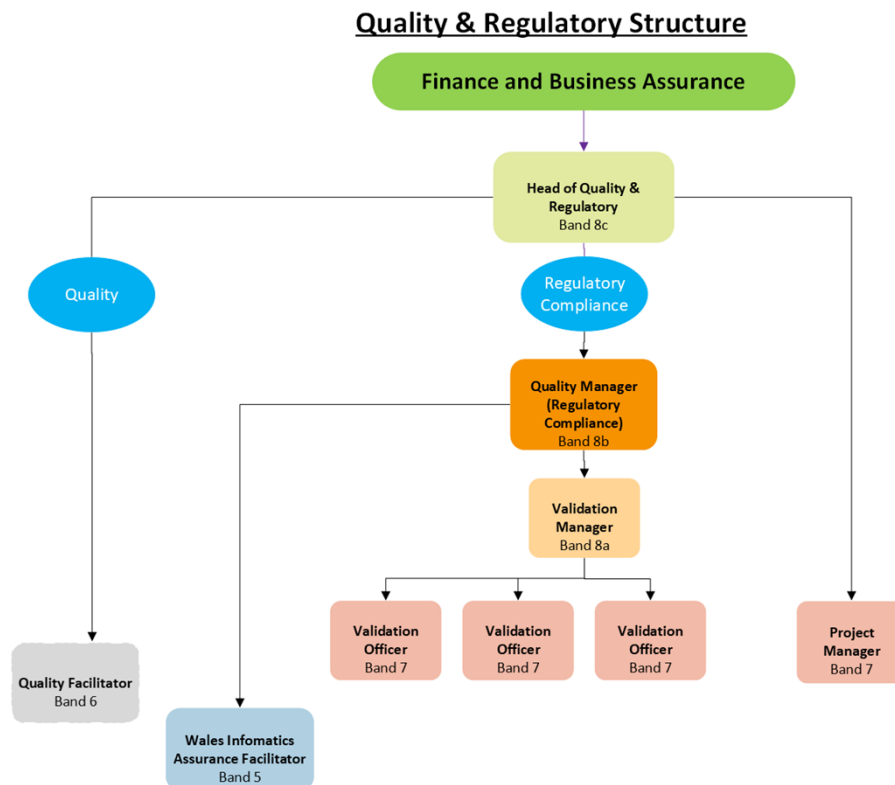 Quality & Regulatory Structure
Finance and Business Assurance
Head of Quality &
Regulatory
Band 8c
Quality
Regulatory
Compliance
Quality Manager
(Regulatory
Compliance)
Band 8b
Validation
Manager
Band 8a
Validation
Officer
Band 7
Validation
Officer
Band 7
Validation
Officer
Band 7
Project
Manager
Band 7
Quality Facilitator
Band 6
Wales Infomatics
Assurance Facilitator
Band 5